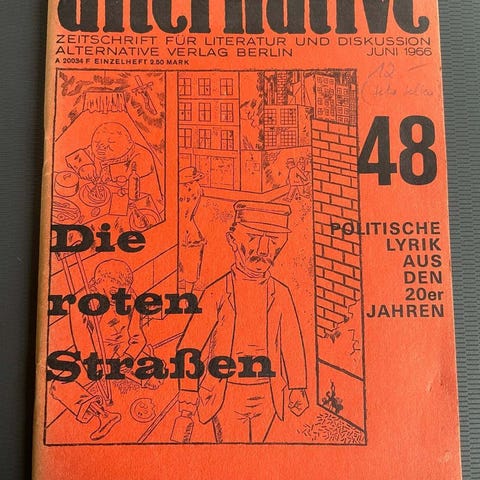 alternative
ZEITSCHRIFT FÜR LITERATUR UND DISKUSSION
ALTERNATIVE VERLAG BERLIN JUNI 1966
A 20034 F EINZELHEFT 2.50 MARK
48
POLITISCHE
LYRIK
AUS
DEN
20er
JAHREN
Die
roten
Straßen